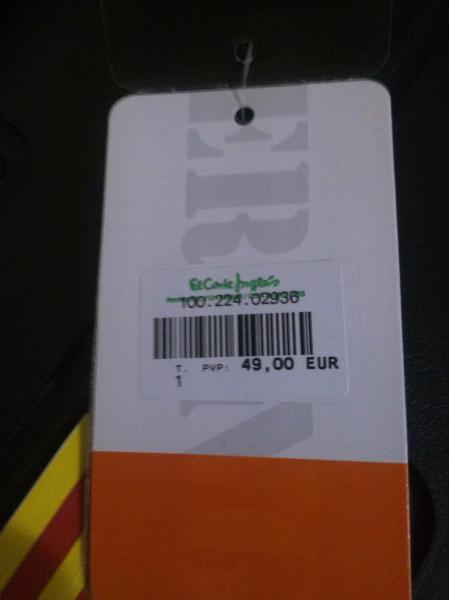 El Corte Inglés
100.224.02936
T. PVP: 49,00 EUR
1